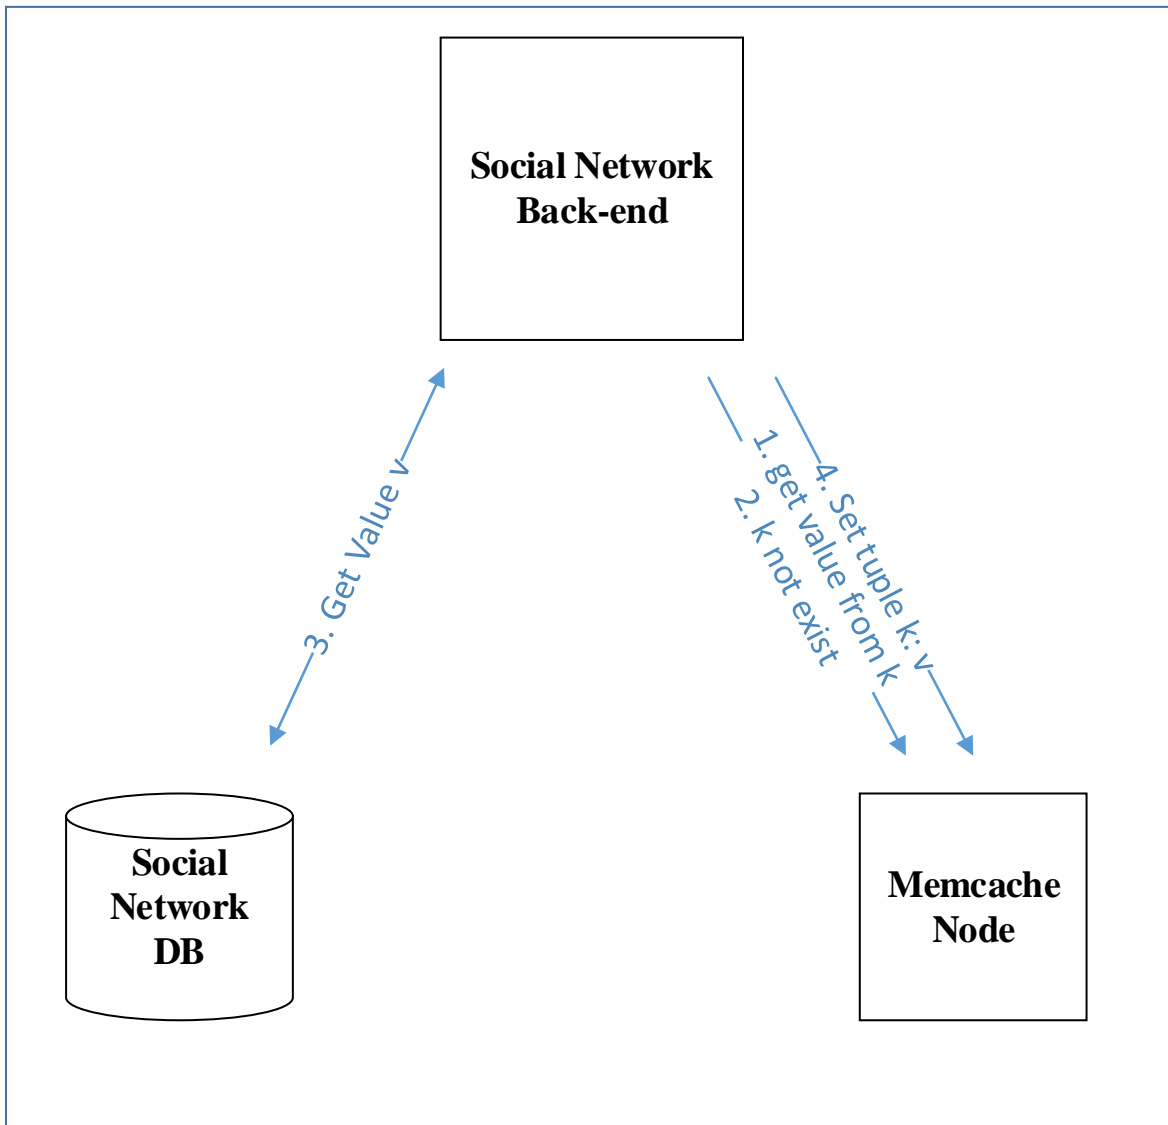 Social Network
Back-end
3. Get Value v
1. get value from k
2. k not exist
4. Set tuple k: v
Social
Network
DB
Memcache
Node